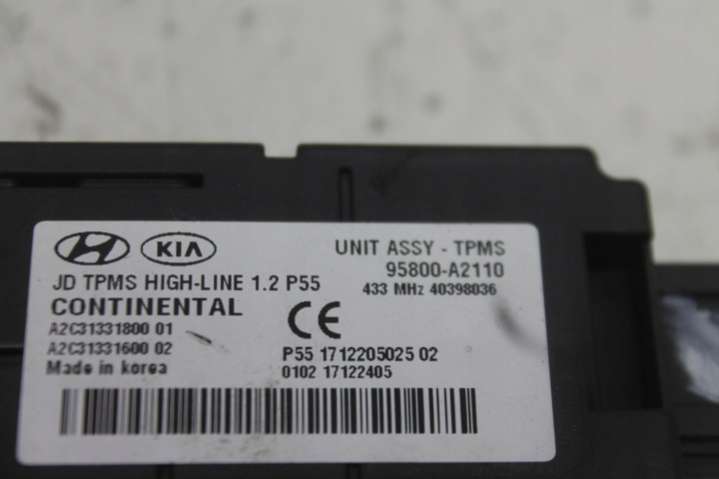 KIA
UNIT ASSY - TPMS
95800-A2110
433 MHz 40398036
JD TPMS HIGH-LINE 1.2 P55
CONTINENTAL
A2C31331800 01
A2C31331600 02
Made in korea
CE
P55 1712205025 02
0102 17122405